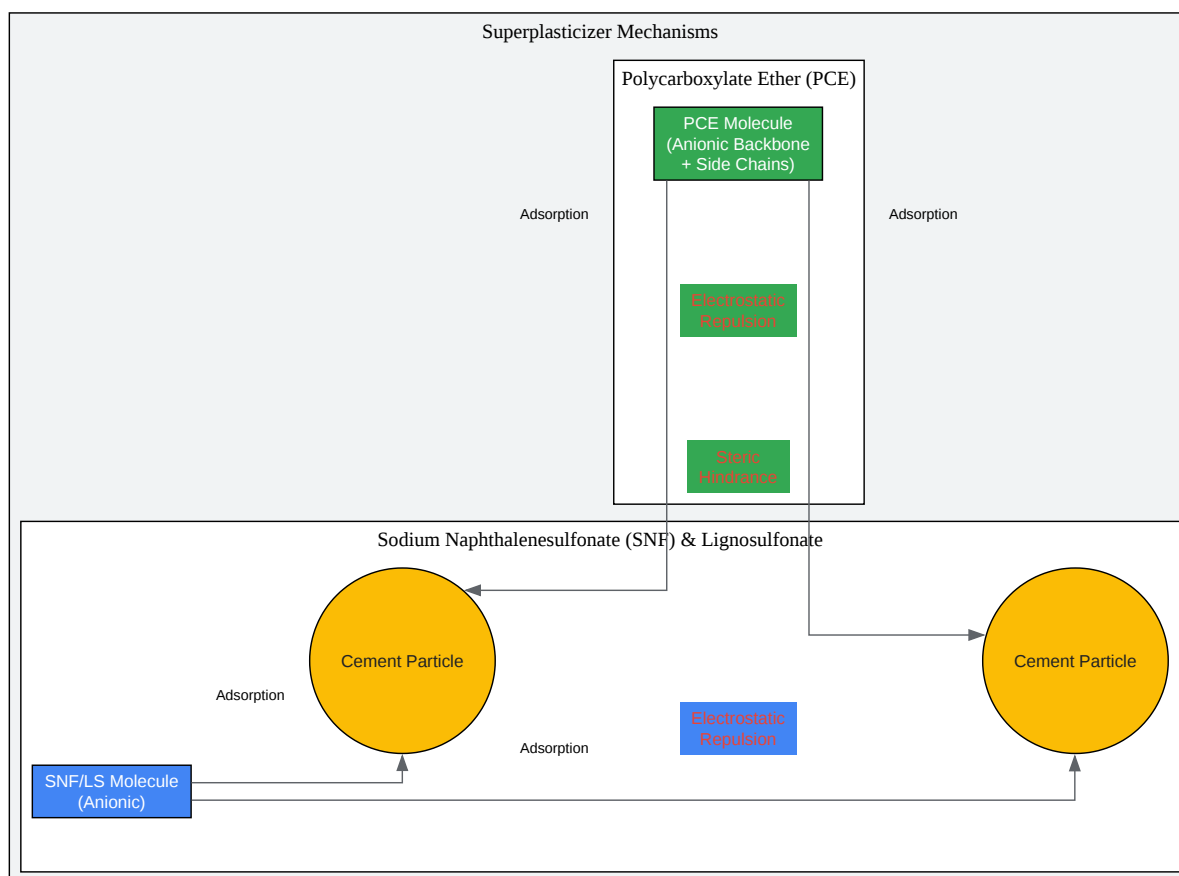 Superplasticizer Mechanisms
Polycarboxylate Ether (PCE)
PCE Molecule
(Anionic Backbone
+ Side Chains)
Adsorption
Adsorption
Electrostatic
Repulsion
Steric
Hindrance
Sodium Naphthalenesulfonate (SNF) & Lignosulfonate
Cement Particle
Cement Particle
Adsorption
Electrostatic
Repulsion
Adsorption
SNF/LS Molecule
(Anionic)